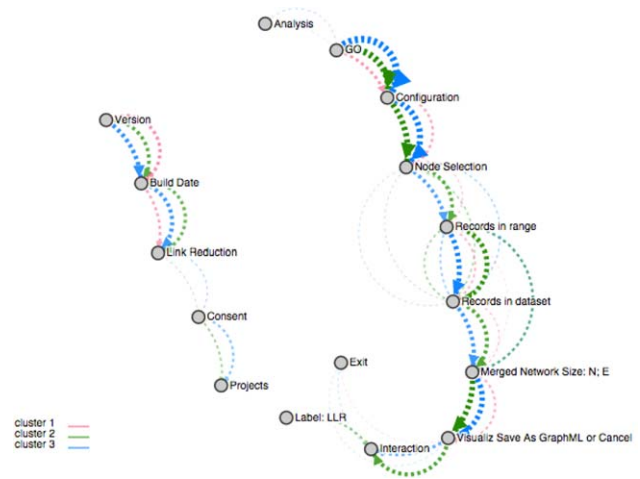 Analysis
GO
Configuration
Version
Node Selection
Build Date
Records in range
Link Reduction
Records in dataset
Consent
Exit
Merged Network Size: N; E
Projects
Label: LLR
cluster 1
cluster 2
cluster 3
Visualiz Save As GraphML or Cancel
Interaction